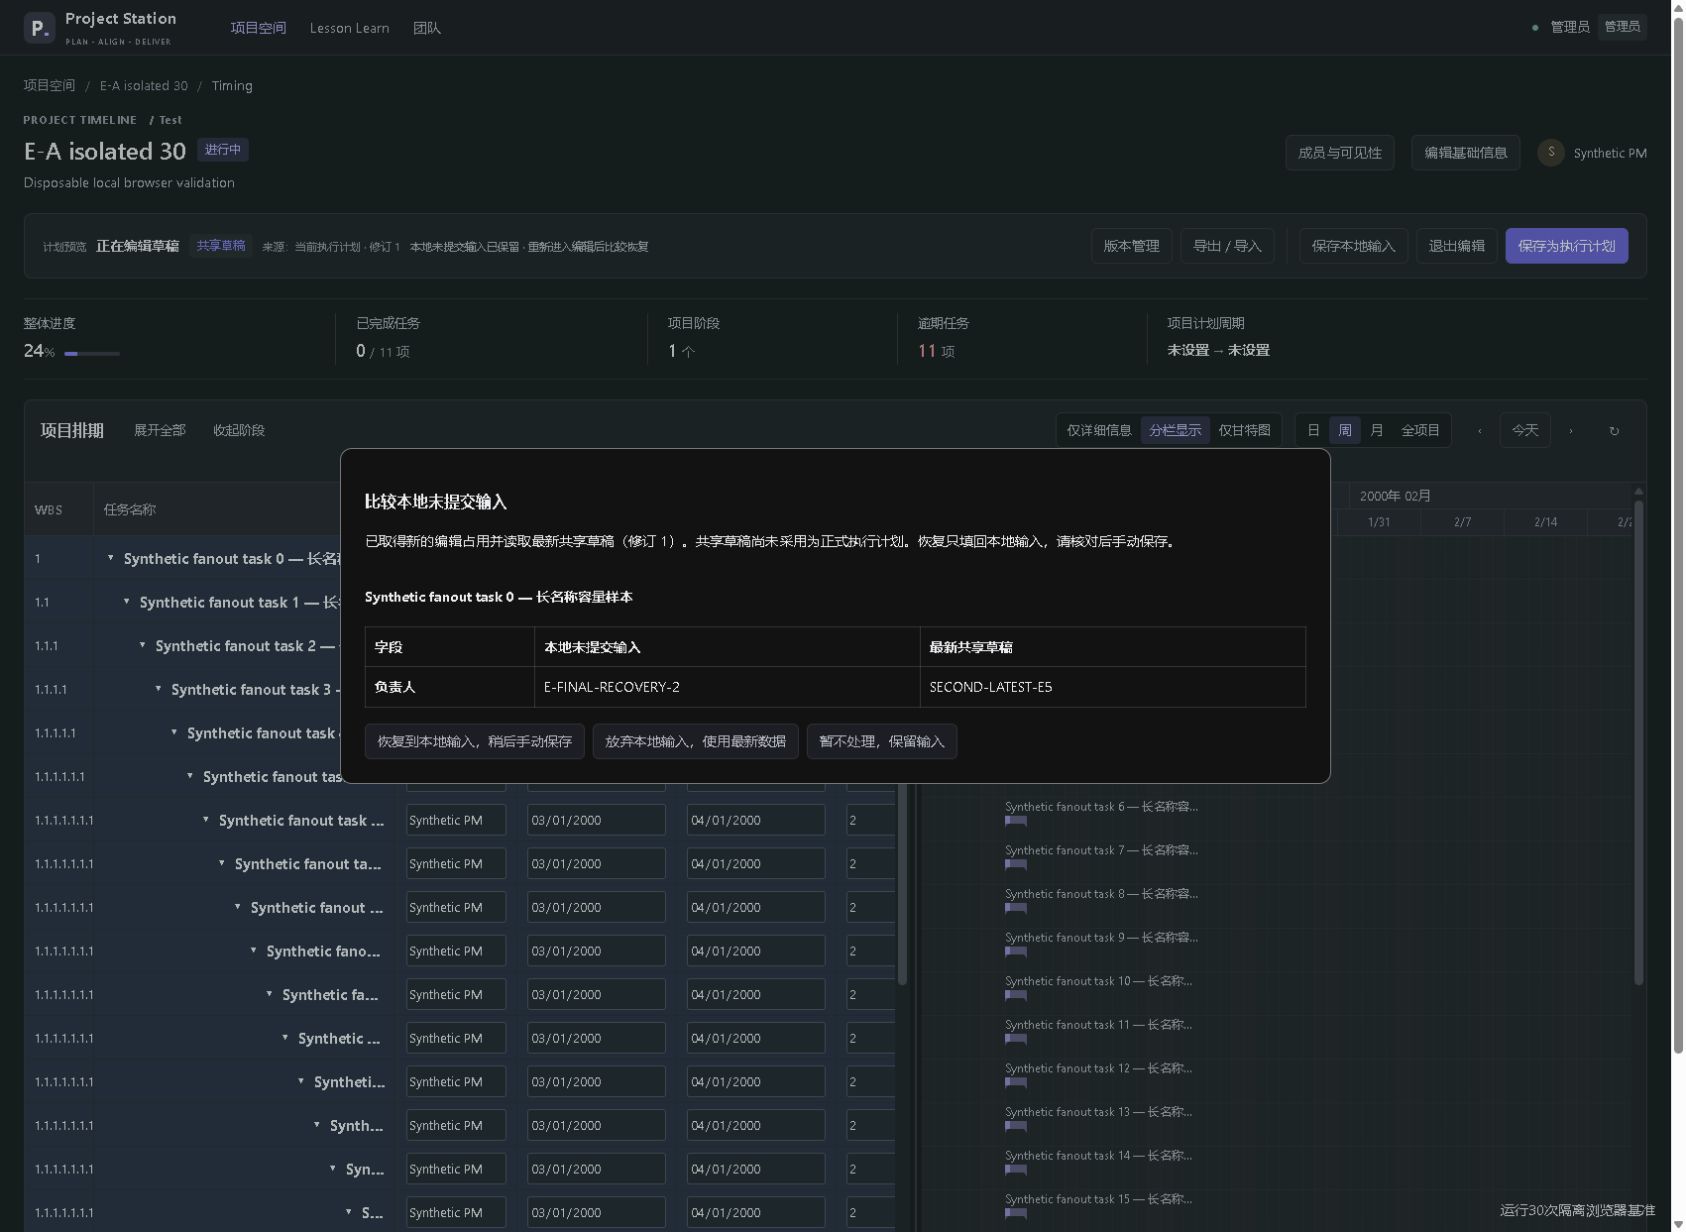 P. Project Station
PLAN · ALIGN · DELIVER
项目空间 Lesson Learn 团队
管理员 管理员
项目空间 / E-A isolated 30 / Timing
PROJECT TIMELINE / Test
E-A isolated 30 进行中
成员与可见性 编辑基础信息 S Synthetic PM
Disposable local browser validation
计划预览 正在编辑草稿 共享草稿 来源：当前执行计划 · 修订 1 本地未提交输入已保留 · 重新进入编辑后比较恢复
版本管理 导出 / 导入 保存本地输入 退出编辑 保存为执行计划
整体进度 已完成任务 项目阶段 逾期任务 项目计划周期
24% 0 / 11 项 1 个 11 项 未设置 → 未设置
项目排期 展开全部 收起阶段 仅详细信息 分栏显示 仅甘特图 日 周 月 全项目 ‹ 今天 › ↻
WBS 任务名称 2000年 02月
1/31 2/7 2/14
1 Synthetic fanout task 0 — 长名
1.1 Synthetic fanout task 1 — 长
1.1.1 Synthetic fanout task 2 —
1.1.1.1 Synthetic fanout task 3
1.1.1.1.1 Synthetic fanout task
1.1.1.1.1.1 Synthetic fanout tas
比较本地未提交输入
已取得新的编辑占用并读取最新共享草稿（修订 1）。共享草稿尚未采用为正式执行计划。恢复只填回本地输入，请核对后手动保存。
Synthetic fanout task 0 — 长名称容量样本
字段 本地未提交输入 最新共享草稿
负责人 E-FINAL-RECOVERY-2 SECOND-LATEST-E5
恢复到本地输入，稍后手动保存 放弃本地输入，使用最新数据 暂不处理，保留输入
1.1.1.1.1.1.1 Synthetic fanout task ... Synthetic PM 03/01/2000 04/01/2000 2 Synthetic fanout task 6 — 长名称容...
1.1.1.1.1.1.1 Synthetic fanout ta... Synthetic PM 03/01/2000 04/01/2000 2 Synthetic fanout task 7 — 长名称容...
1.1.1.1.1.1.1 Synthetic fanout ... Synthetic PM 03/01/2000 04/01/2000 2 Synthetic fanout task 8 — 长名称容...
1.1.1.1.1.1.1 Synthetic fano... Synthetic PM 03/01/2000 04/01/2000 2 Synthetic fanout task 9 — 长名称容...
1.1.1.1.1.1.1 Synthetic fa... Synthetic PM 03/01/2000 04/01/2000 2 Synthetic fanout task 10 — 长名称...
1.1.1.1.1.1.1 Synthetic ... Synthetic PM 03/01/2000 04/01/2000 2 Synthetic fanout task 11 — 长名称...
1.1.1.1.1.1.1 Syntheti... Synthetic PM 03/01/2000 04/01/2000 2 Synthetic fanout task 12 — 长名称...
1.1.1.1.1.1.1 Synth... Synthetic PM 03/01/2000 04/01/2000 2 Synthetic fanout task 13 — 长名称...
1.1.1.1.1.1.1 Syn... Synthetic PM 03/01/2000 04/01/2000 2 Synthetic fanout task 14 — 长名称...
1.1.1.1.1.1.1 S... Synthetic PM 03/01/2000 04/01/2000 2 Synthetic fanout task 15 — 长名称...
运行30次隔离浏览器基准